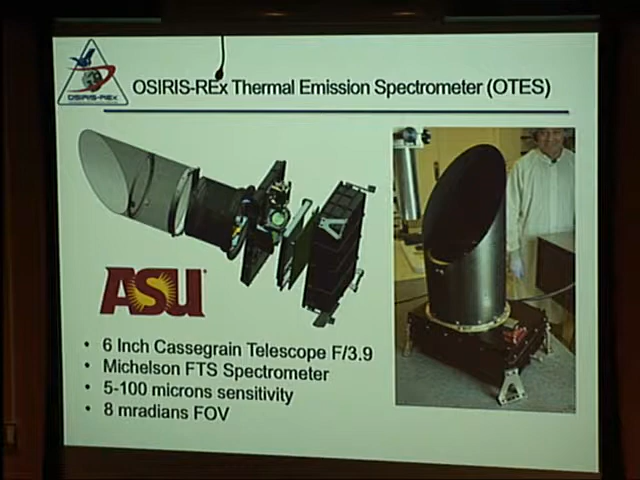 OSIRIS-REx
OSIRIS-REx Thermal Emission Spectrometer (OTES)
ASU
• 6 Inch Cassegrain Telescope F/3.9
• Michelson FTS Spectrometer
• 5-100 microns sensitivity
• 8 mradians FOV